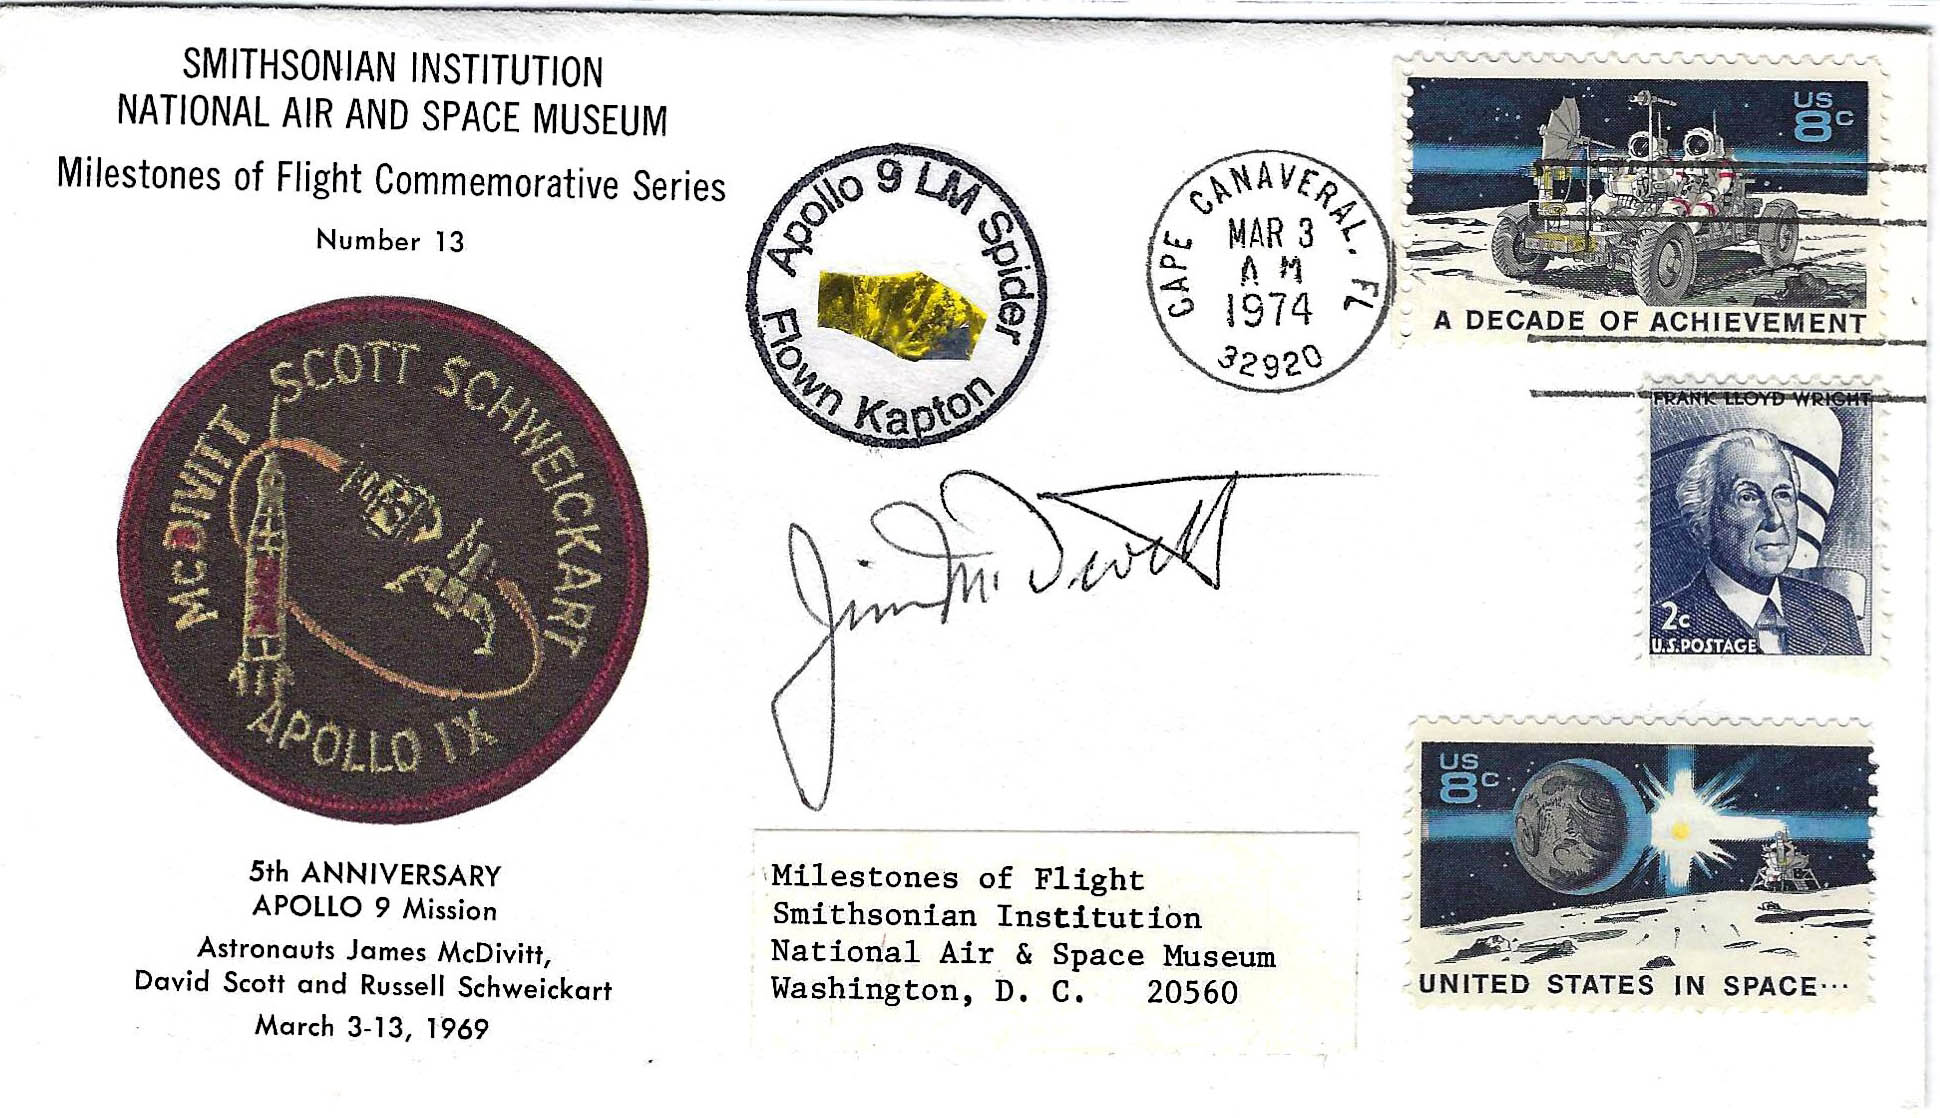 SMITHSONIAN INSTITUTION
NATIONAL AIR AND SPACE MUSEUM
Milestones of Flight Commemorative Series
Number 13
McDIVITT SCOTT SCHWEICKART
APOLLO IX
5th ANNIVERSARY
APOLLO 9 Mission
Astronauts James McDivitt,
David Scott and Russell Schweickart
March 3-13, 1969
Apollo 9 LM Spider
Flown Kapton
CAPE CANAVERAL, FL
MAR 3
AM
1974
32920
Jim McDivitt
Milestones of Flight
Smithsonian Institution
National Air & Space Museum
Washington, D. C. 20560
US
8c
A DECADE OF ACHIEVEMENT
FRANK LLOYD WRIGHT
2c
U.S.POSTAGE
US
8c
UNITED STATES IN SPACE...